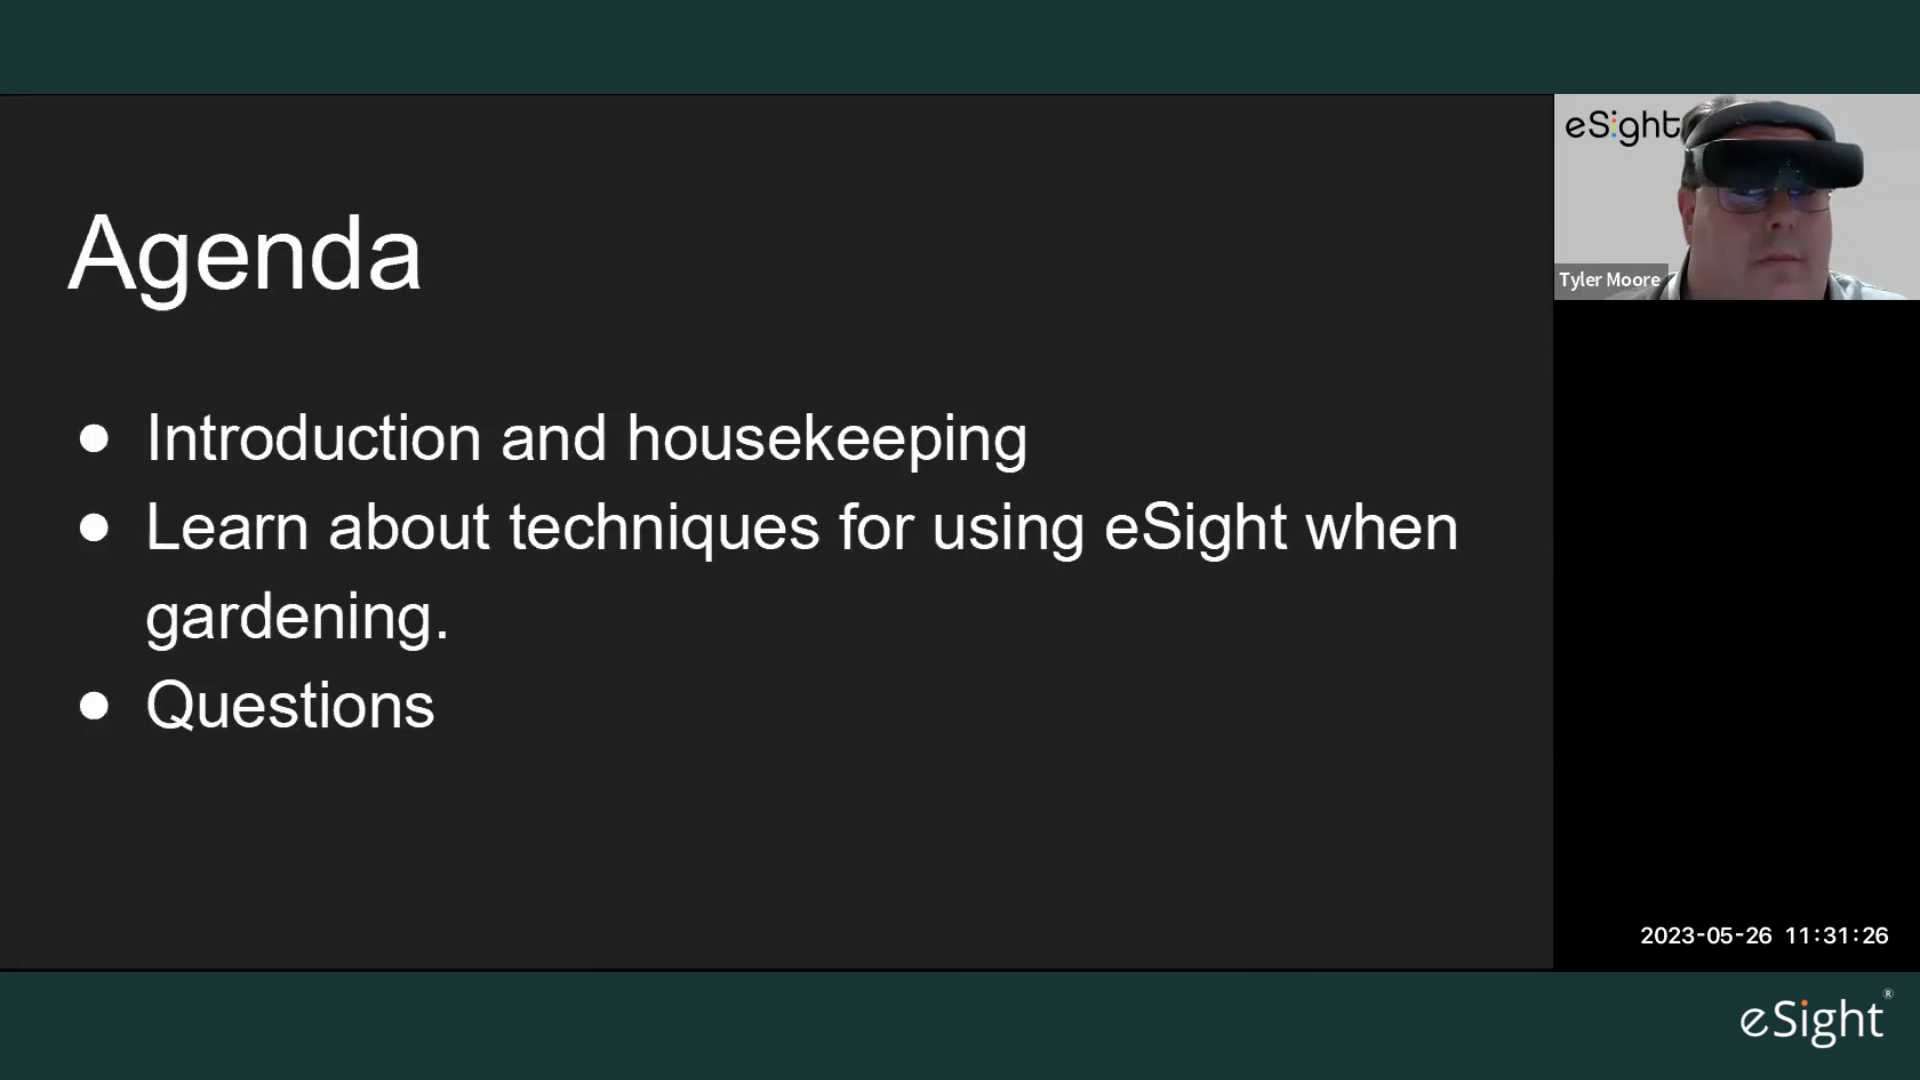 Agenda
● Introduction and housekeeping
● Learn about techniques for using eSight when
gardening.
● Questions
eSight
Tyler Moore
2023-05-26 11:31:26
eSight®